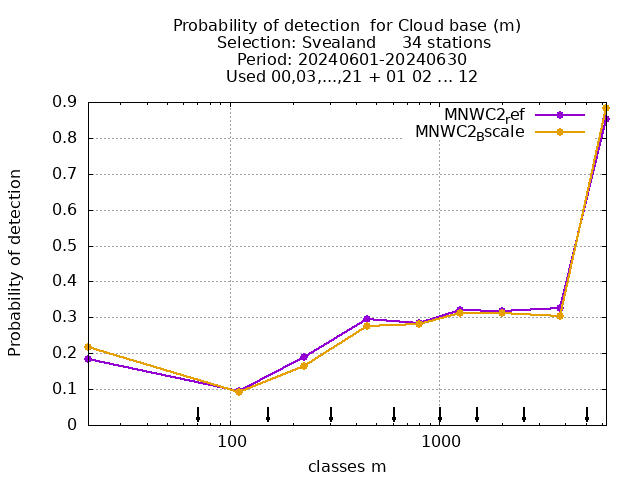 Probability of detection  for Cloud base (m)
Selection: Svealand     34 stations
Period: 20240601-20240630
Used 00,03,...,21 + 01 02 ... 12
MNWC2ref
MNWC2Bscale
Probability of detection
0.9
0.8
0.7
0.6
0.5
0.4
0.3
0.2
0.1
0
100
1000
classes m